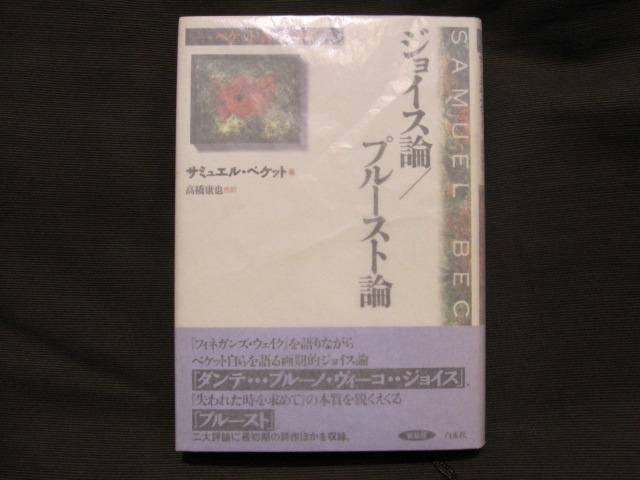 ジョイス論/
プルースト論
SAMUEL BEC
サミュエル・ベケット 著
高橋康也 他訳
『フィネガンズ・ウェイク』を語りながら
ベケット自らを語る画期的ジョイス論
『ダンテ・・・ブルーノ・ヴィーコ・・ジョイス』、
『失われた時を求めて』の本質を鋭くえぐる
『プルースト』
二大評論に最初期の詩作ほかを収録。
白水社